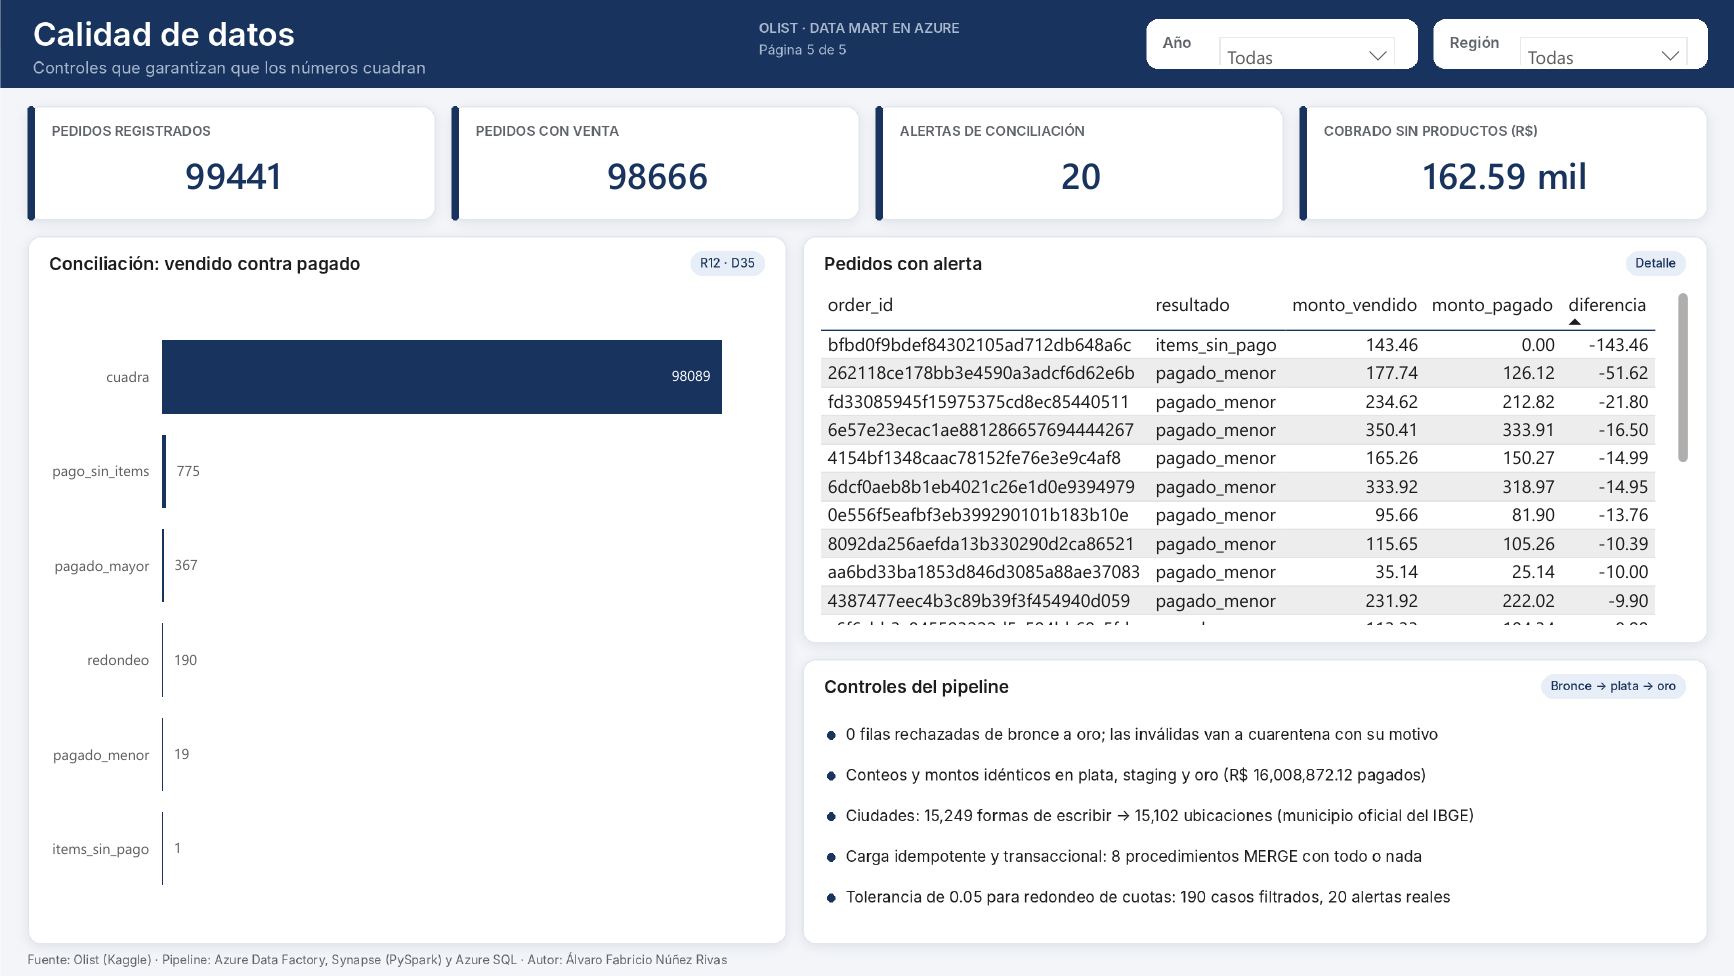 Calidad de datos
Controles que garantizan que los números cuadran
OLIST · DATA MART EN AZURE
Página 5 de 5
Año
Todas
Región
Todas
PEDIDOS REGISTRADOS
99441
PEDIDOS CON VENTA
98666
ALERTAS DE CONCILIACIÓN
20
COBRADO SIN PRODUCTOS (R$)
162.59 mil
Conciliación: vendido contra pagado
R12 · D35
cuadra 98089
pago_sin_items 775
pagado_mayor 367
redondeo 190
pagado_menor 19
items_sin_pago 1
Pedidos con alerta
Detalle
order_id resultado monto_vendido monto_pagado diferencia
bfbd0f9bdef84302105ad712db648a6c items_sin_pago 143.46 0.00 -143.46
262118ce178bb3e4590a3adcf6d62e6b pagado_menor 177.74 126.12 -51.62
fd33085945f15975375cd8ec85440511 pagado_menor 234.62 212.82 -21.80
6e57e23ecac1ae881286657694444267 pagado_menor 350.41 333.91 -16.50
4154bf1348caac78152fe76e3e9c4af8 pagado_menor 165.26 150.27 -14.99
6dcf0aeb8b1eb4021c26e1d0e9394979 pagado_menor 333.92 318.97 -14.95
0e556f5eafbf3eb399290101b183b10e pagado_menor 95.66 81.90 -13.76
8092da256aefda13b330290d2ca86521 pagado_menor 115.65 105.26 -10.39
aa6bd33ba1853d846d3085a88ae37083 pagado_menor 35.14 25.14 -10.00
4387477eec4b3c89b39f3f454940d059 pagado_menor 231.92 222.02 -9.90
Controles del pipeline
Bronce → plata → oro
0 filas rechazadas de bronce a oro; las inválidas van a cuarentena con su motivo
Conteos y montos idénticos en plata, staging y oro (R$ 16,008,872.12 pagados)
Ciudades: 15,249 formas de escribir → 15,102 ubicaciones (municipio oficial del IBGE)
Carga idempotente y transaccional: 8 procedimientos MERGE con todo o nada
Tolerancia de 0.05 para redondeo de cuotas: 190 casos filtrados, 20 alertas reales
Fuente: Olist (Kaggle) · Pipeline: Azure Data Factory, Synapse (PySpark) y Azure SQL · Autor: Álvaro Fabricio Núñez Rivas